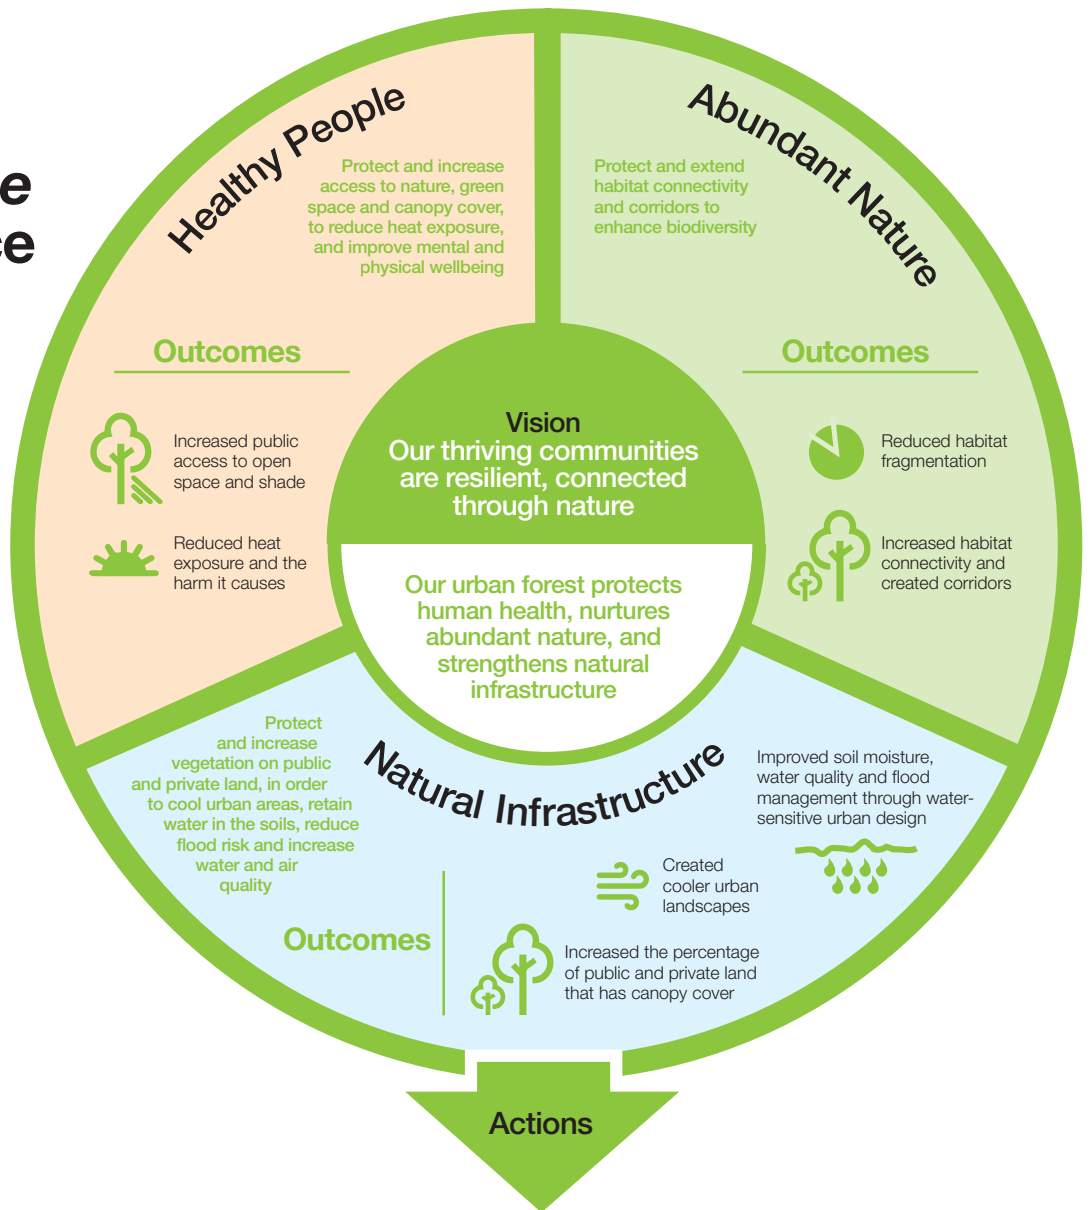 Healthy People
Protect and increase
access to nature, green
space and canopy cover,
to reduce heat exposure,
and improve mental and
physical wellbeing
Outcomes
Increased public
access to open
space and shade
Reduced heat
exposure and the
harm it causes
Abundant Nature
Protect and extend
habitat connectivity
and corridors to
enhance biodiversity
Outcomes
Reduced habitat
fragmentation
Increased habitat
connectivity and
created corridors
Vision
Our thriving communities
are resilient, connected
through nature
Our urban forest protects
human health, nurtures
abundant nature, and
strengthens natural
infrastructure
Natural Infrastructure
Protect
and increase
vegetation on public
and private land, in order
to cool urban areas, retain
water in the soils, reduce
flood risk and increase
water and air
quality
Outcomes
Improved soil moisture,
water quality and flood
management through water-
sensitive urban design
Created
cooler urban
landscapes
Increased the percentage
of public and private land
that has canopy cover
Actions